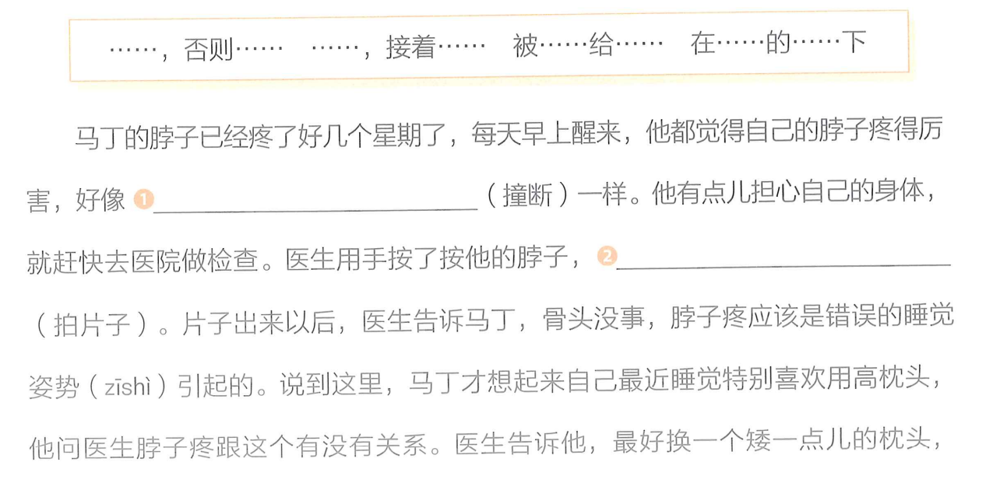 ……，否则…… ……，接着…… 被……给…… 在……的……下
马丁的脖子已经疼了好几个星期了，每天早上醒来，他都觉得自己的脖子疼得厉
害，好像 1____________________（撞断）一样。他有点儿担心自己的身体，
就赶快去医院做检查。医生用手按了按他的脖子， 2____________________
（拍片子）。片子出来以后，医生告诉马丁，骨头没事，脖子疼应该是错误的睡觉
姿势（zīshì）引起的。说到这里，马丁才想起来自己最近睡觉特别喜欢用高枕头，
他问医生脖子疼跟这个有没有关系。医生告诉他，最好换一个矮一点儿的枕头，